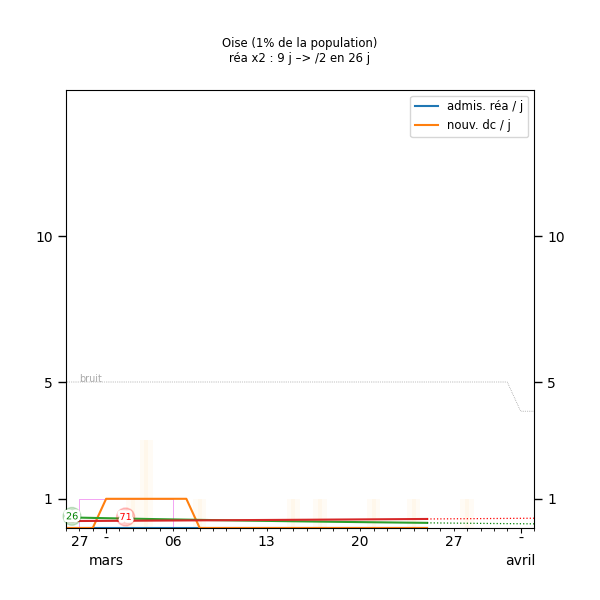 Oise (1% de la population)
réa x2 : 9 j –> /2 en 26 j
admis. réa / j
nouv. dc / j
10 10
bruit
5 5
1 1
26 71
27 - 06 13 20 27 -
mars avril